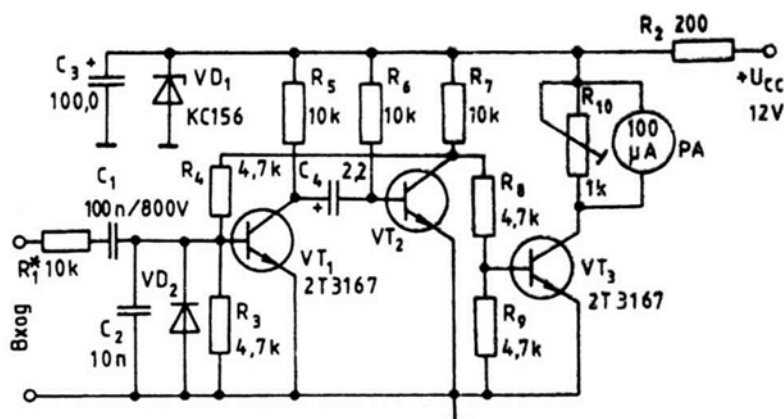 R2 200
+Ucc
12V
C3 +
100,0
VD1
KC156
R5
10k
R6
10k
R7
10k
R10
1k
100
μA
PA
R4
4,7k
C4
2,2
+
C1
100n/800V
R1* 10k
VD2
C2
10n
R3
4,7k
VT1
2T3167
VT2
R8
4,7k
R9
4,7k
VT3
2T3167
Вход